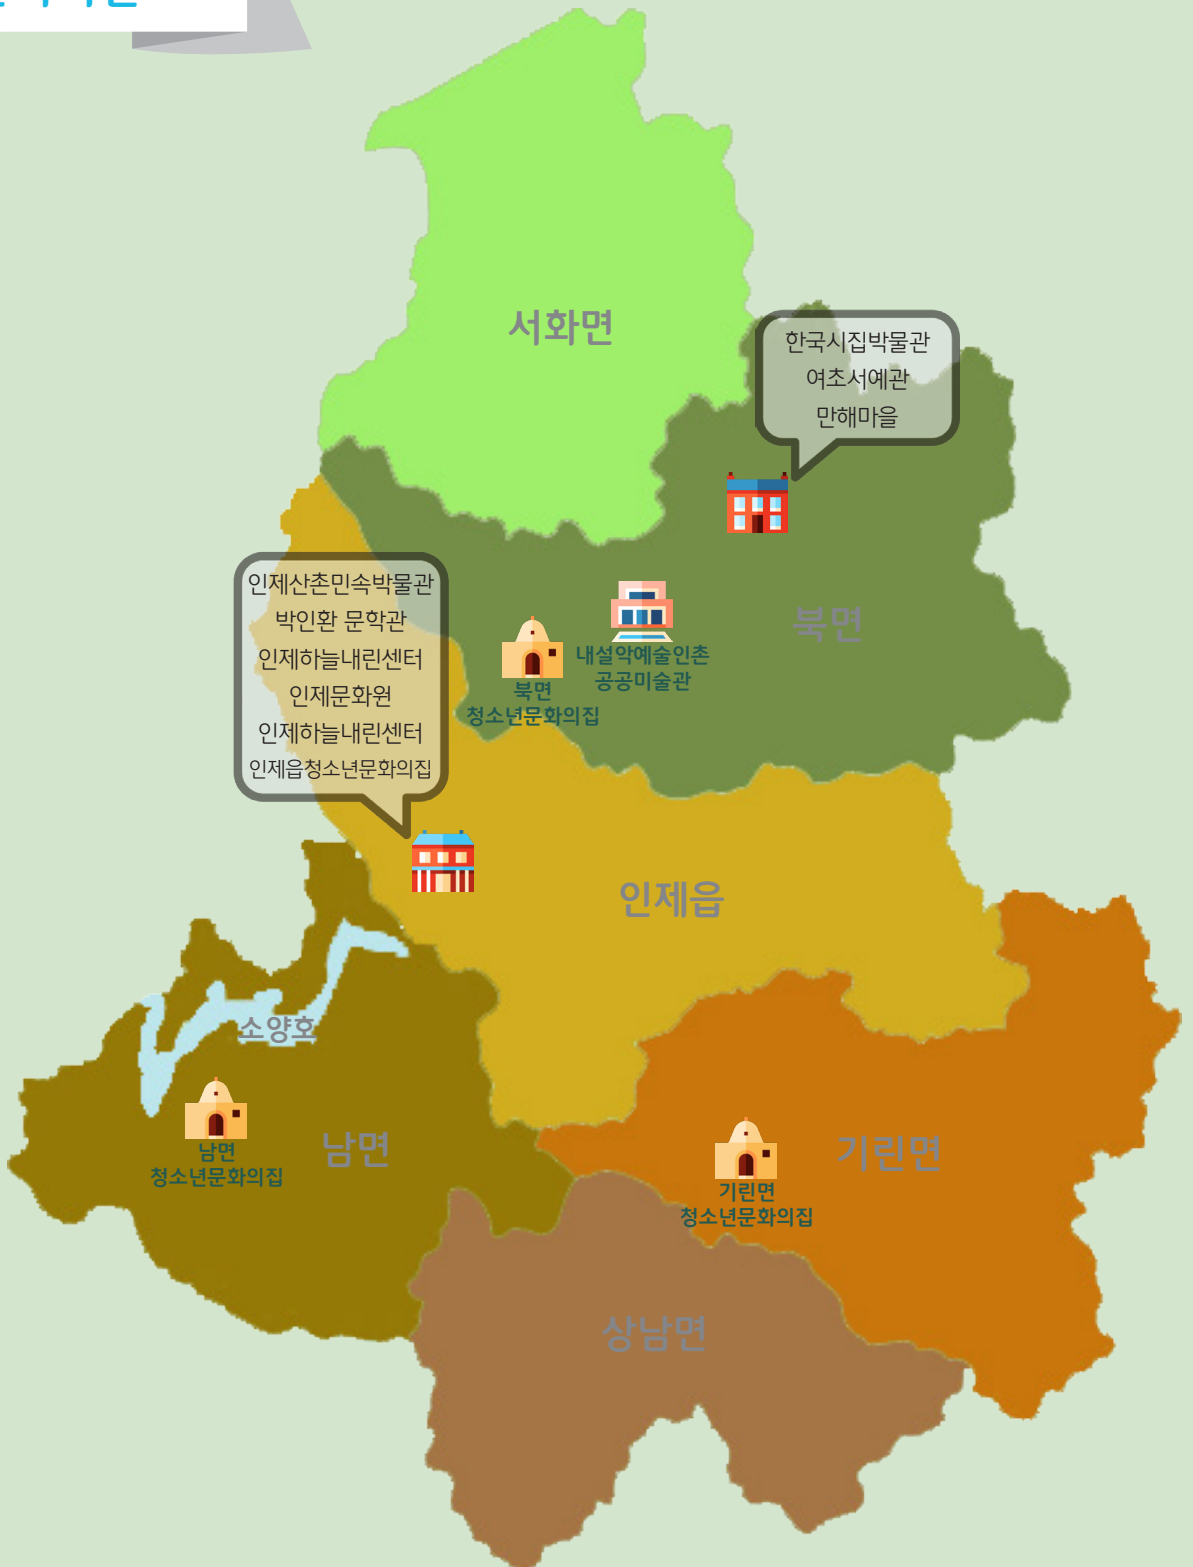 서화면
한국시집박물관
여초서예관
만해마을
인제산촌민속박물관
박인환 문학관
인제하늘내린센터
인제문화원
인제하늘내린센터
인제읍청소년문화의집
북면
내설악예술인촌
공공미술관
북면
청소년문화의집
인제읍
소양호
남면
청소년문화의집
남면
기린면
기린면
청소년문화의집
상남면